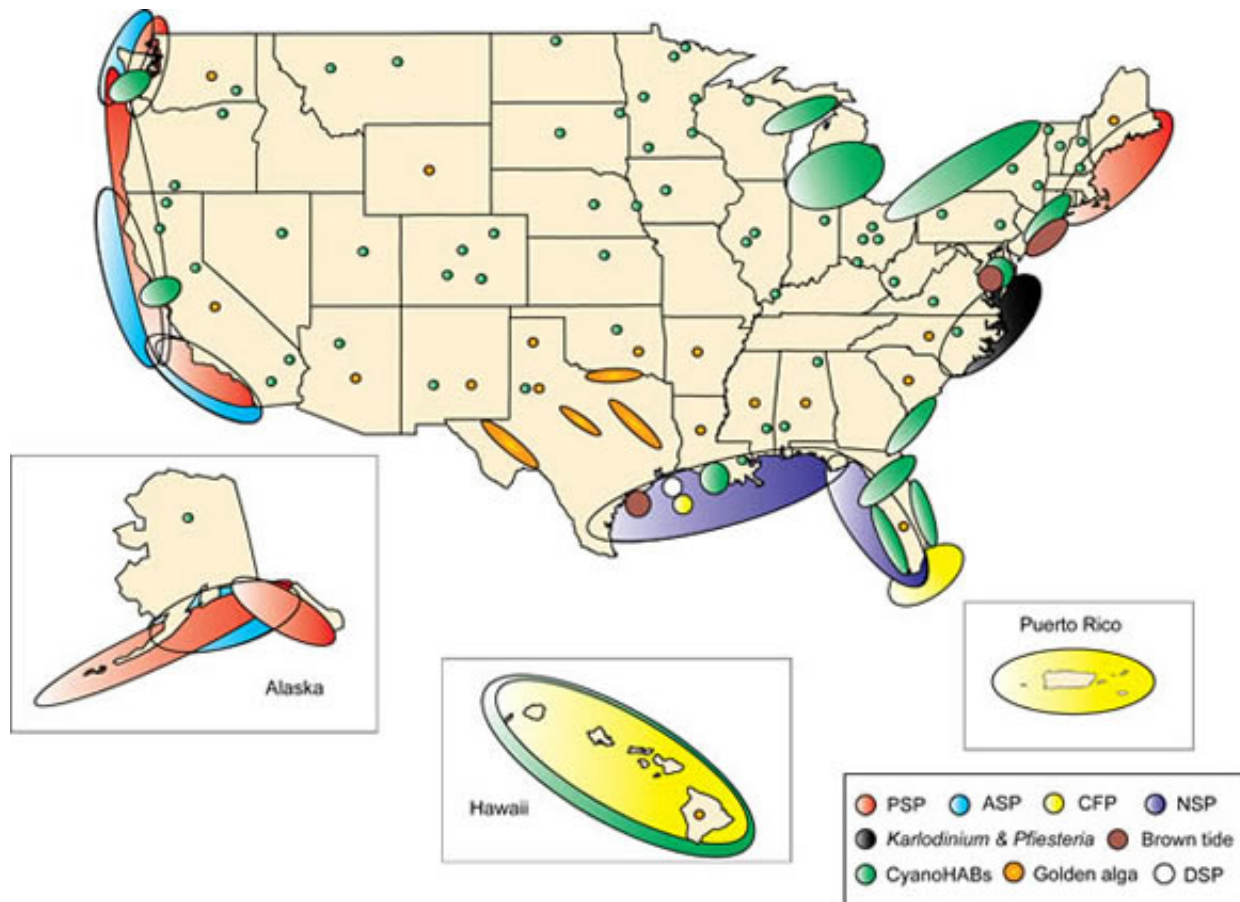 Alaska
Hawaii
Puerto Rico
PSP ASP CFP NSP
Karlodinium & Pfiesteria Brown tide
CyanoHABs Golden alga DSP